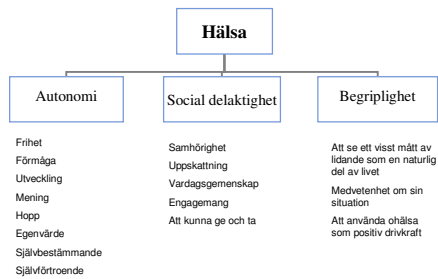 Hälsa
Autonomi
Social delaktighet
Begriplighet
Frihet
Förmåga
Utveckling
Mening
Hopp
Egenvärde
Självbestämmande
Självförtroende
Samhörighet
Uppskattning
Vardagsgemenskap
Engagemang
Att kunna ge och ta
Att se ett visst mått av
lidande som en naturlig
del av livet
Medvetenhet om sin
situation
Att använda ohälsa
som positiv drivkraft